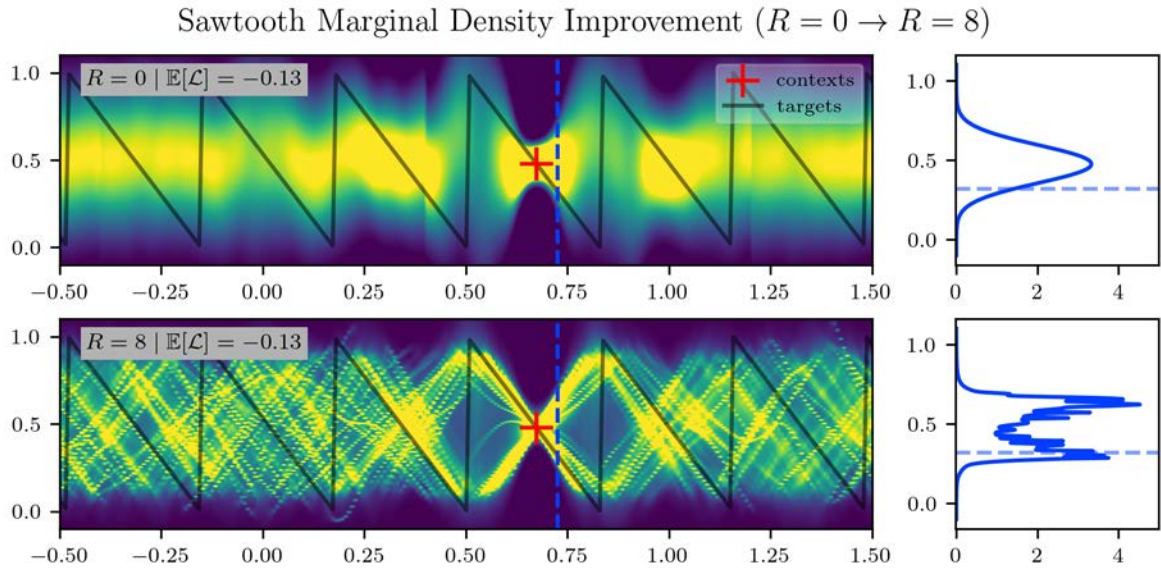 Sawtooth Marginal Density Improvement (R = 0 → R = 8)
R = 0 | 𝔼[ℒ] = −0.13
contexts
targets
1.0
0.5
0.0
−0.50 −0.25 0.00 0.25 0.50 0.75 1.00 1.25 1.50
1.0
0.5
0.0
0 2 4
R = 8 | 𝔼[ℒ] = −0.13
1.0
0.5
0.0
−0.50 −0.25 0.00 0.25 0.50 0.75 1.00 1.25 1.50
1.0
0.5
0.0
0 2 4